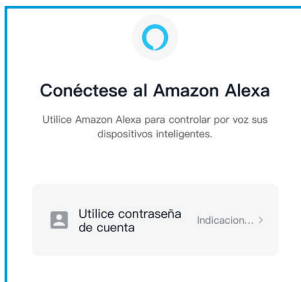 Conéctese al Amazon Alexa
Utilice Amazon Alexa para controlar por voz sus
dispositivos inteligentes.
Utilice contraseña
de cuenta
Indicacion... >